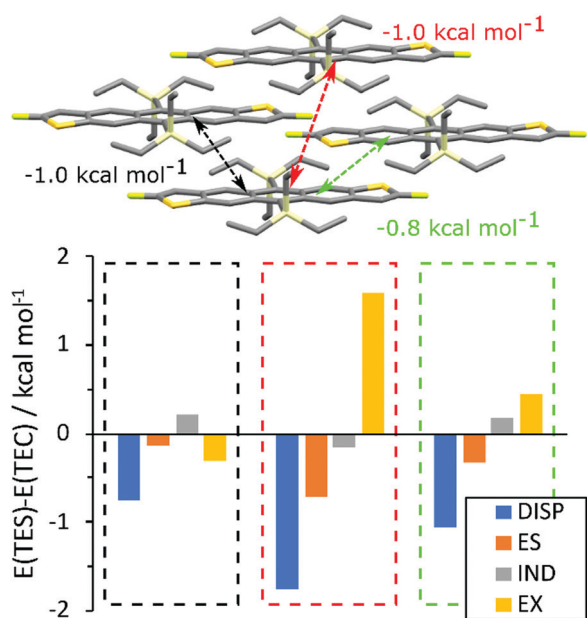 -1.0 kcal mol⁻¹
-1.0 kcal mol⁻¹
-0.8 kcal mol⁻¹
E(TES)-E(TEC) / kcal mol⁻¹
2
1
0
-1
-2
DISP
ES
IND
EX